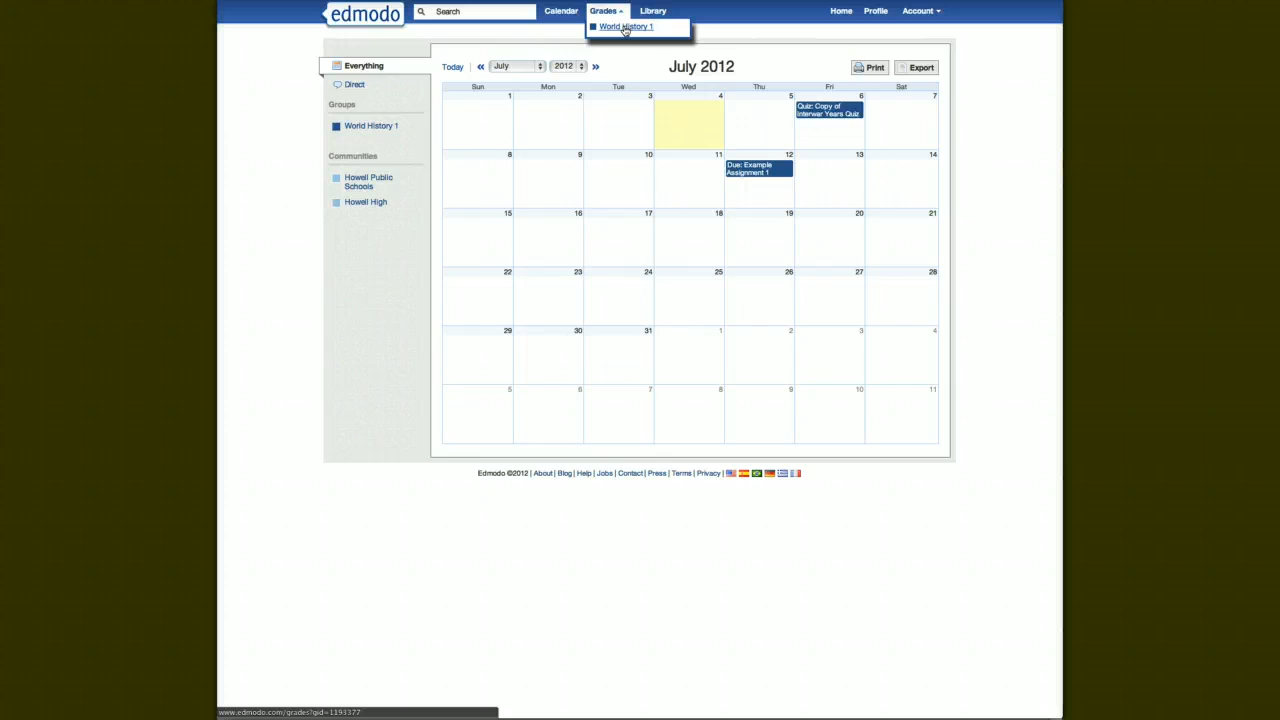 edmodo
Search
Calendar
Grades
Library
Home
Profile
Account
World History 1
Everything
Direct
Groups
World History 1
Communities
Howell Public
Schools
Howell High
Today
«
July
2012
»
July 2012
Print
Export
Sun Mon Tue Wed Thu Fri Sat
1 2 3 4 5 6 7
Quiz: Copy of
Interwar Years Quiz
8 9 10 11 12 13 14
Due: Example
Assignment 1
15 16 17 18 19 20 21
22 23 24 25 26 27 28
29 30 31 1 2 3 4
5 6 7 8 9 10 11
Edmodo ©2012 | About | Blog | Help | Jobs | Contact | Press | Terms | Privacy |
www.edmodo.com/grades?gid=1193377